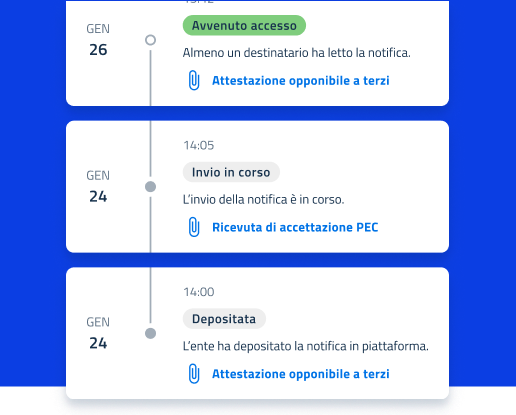 GEN
26
Avvenuto accesso
Almeno un destinatario ha letto la notifica.
Attestazione opponibile a terzi
GEN
24
14:05
Invio in corso
L'invio della notifica è in corso.
Ricevuta di accettazione PEC
GEN
24
14:00
Depositata
L'ente ha depositato la notifica in piattaforma.
Attestazione opponibile a terzi